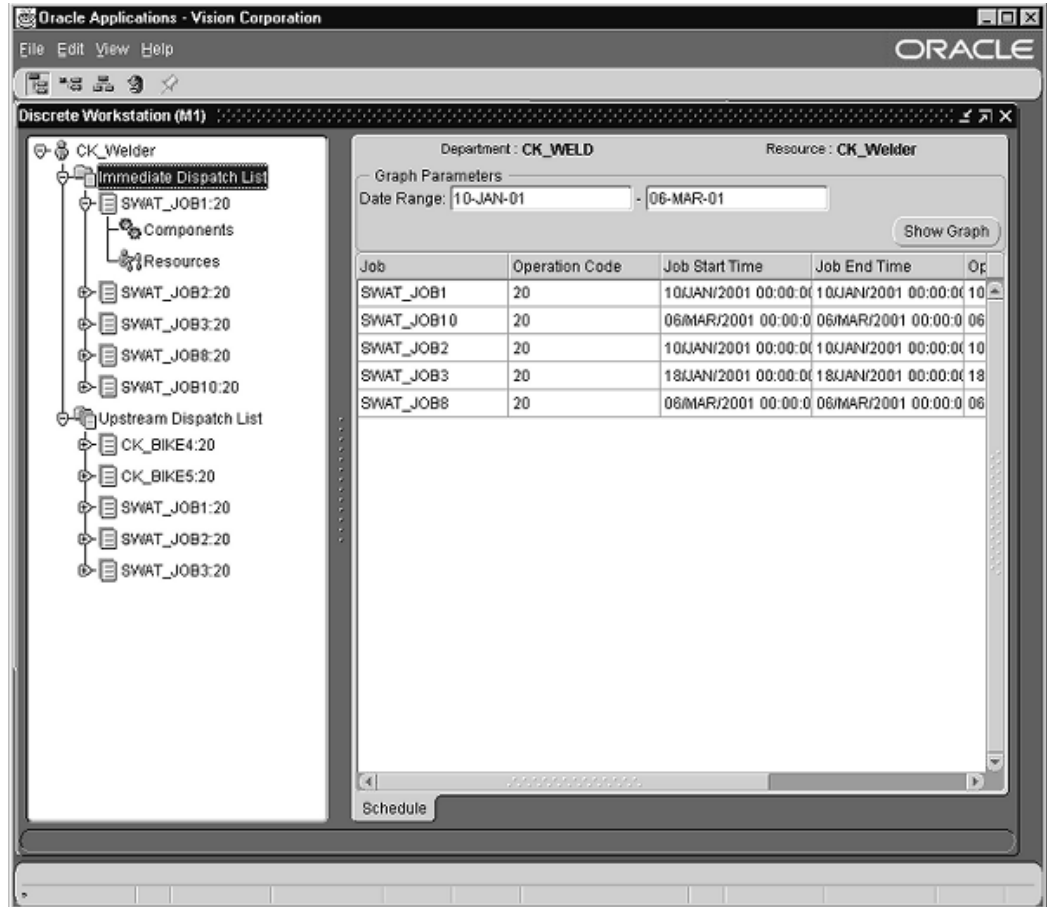 Oracle Applications - Vision Corporation
File Edit View Help
ORACLE
Discrete Workstation (M1)
CK_Welder
Immediate Dispatch List
SWAT_JOB1:20
Components
Resources
SWAT_JOB2:20
SWAT_JOB3:20
SWAT_JOB8:20
SWAT_JOB10:20
Upstream Dispatch List
CK_BIKE4:20
CK_BIKE5:20
SWAT_JOB1:20
SWAT_JOB2:20
SWAT_JOB3:20
Department : CK_WELD Resource : CK_Welder
Graph Parameters
Date Range: 10-JAN-01 - 06-MAR-01
Show Graph
Job Operation Code Job Start Time Job End Time Op
SWAT_JOB1 20 10/JAN/2001 00:00:0 10/JAN/2001 00:00:0 10
SWAT_JOB10 20 06/MAR/2001 00:00:0 06/MAR/2001 00:00:0 06
SWAT_JOB2 20 10/JAN/2001 00:00:0 10/JAN/2001 00:00:0 10
SWAT_JOB3 20 18/JAN/2001 00:00:0 18/JAN/2001 00:00:0 18
SWAT_JOB8 20 06/MAR/2001 00:00:0 06/MAR/2001 00:00:0 06
Schedule